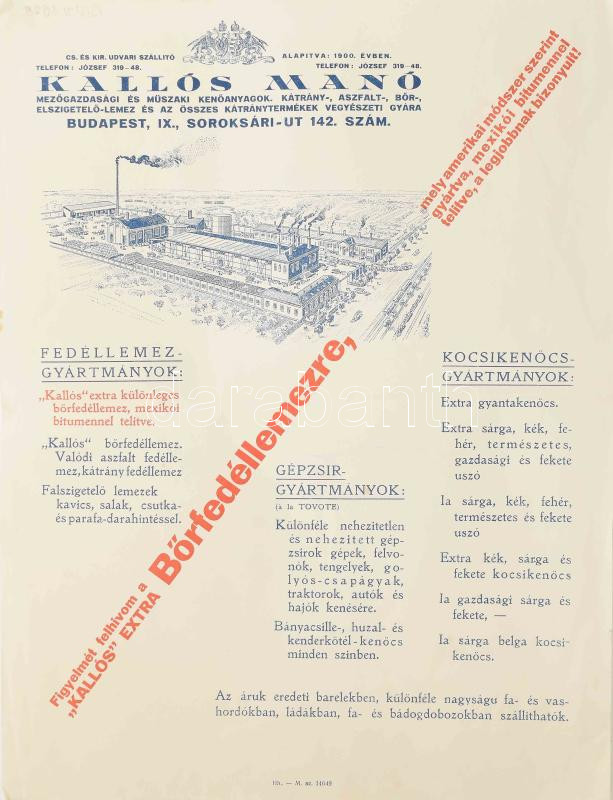 CS. ÉS KIR. UDVARI SZÁLLITÓ
ALAPITVA: 1900. ÉVBEN.
TELEFON: JÓZSEF 319-48.
TELEFON: JÓZSEF 319-48.
KALLÓS MANÓ
MEZŐGAZDASÁGI ÉS MŰSZAKI KENŐANYAGOK. KÁTRÁNY-, ASZFALT-, BŐR-,
ELSZIGETELŐ-LEMEZ ÉS AZ ÖSSZES KÁTRÁNYTERMÉKEK VEGYÉSZETI GYÁRA
BUDAPEST, IX., SOROKSÁRI-UT 142. SZÁM.
Figyelmét felhivom a
„KALLÓS" EXTRA Bőrfedéllemezre,
mely amerikai módszer szerint
gyártva, mexikói bitumennel
telitve, a legjobbnak bizonyult!
FEDÉLLEMEZ-
GYÁRTMÁNYOK:
„Kallós" extra különleges
bőrfedéllemez, mexikói
bitumennel telitve.
„Kallós" bőrfedéllemez.
Valódi aszfalt fedélle-
mez, kátrány fedéllemez
Falszigetelő lemezek
kavics, salak, csutka-
és parafa-darahintéssel.
GÉPZSIR-
GYÁRTMÁNYOK:
(à la TOVOTE)
Különféle nehezitetlen
és nehezitett gép-
zsirok gépek, felvo-
nók, tengelyek, go-
lyós-csapágyak,
traktorok, autók és
hajók kenésére.
Bányacsille-, huzal- és
kenderkötél-kenőcs
minden szinben.
KOCSIKENŐCS-
GYÁRTMÁNYOK:
Extra gyantakenőcs.
Extra sárga, kék, fe-
hér, természetes,
gazdasági és fekete
uszó
Ia sárga, kék, fehér,
természetes és fekete
uszó
Extra kék, sárga és
fekete kocsikenőcs
Ia gazdasági sárga és
fekete, —
Ia sárga belga kocsi-
kenőcs.
Az áruk eredeti barelekben, különféle nagyságu fa- és vas-
hordókban, ládákban, fa- és bádogdobozokban szállithatók.
darabanth